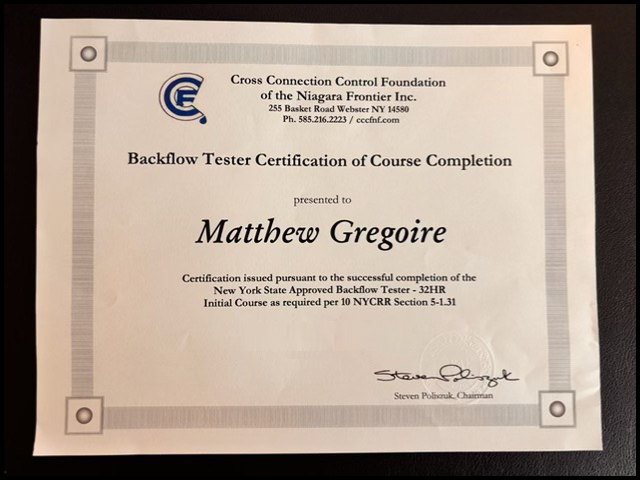 CCF
Cross Connection Control Foundation
of the Niagara Frontier Inc.
255 Basket Road Webster NY 14580
Ph. 585.216.2223 / cccfnf.com
Backflow Tester Certification of Course Completion
presented to
Matthew Gregoire
Certification issued pursuant to the successful completion of the
New York State Approved Backflow Tester - 32HR
Initial Course as required per 10 NYCRR Section 5-1.31
Steven Poliszuk
Steven Poliszuk, Chairman